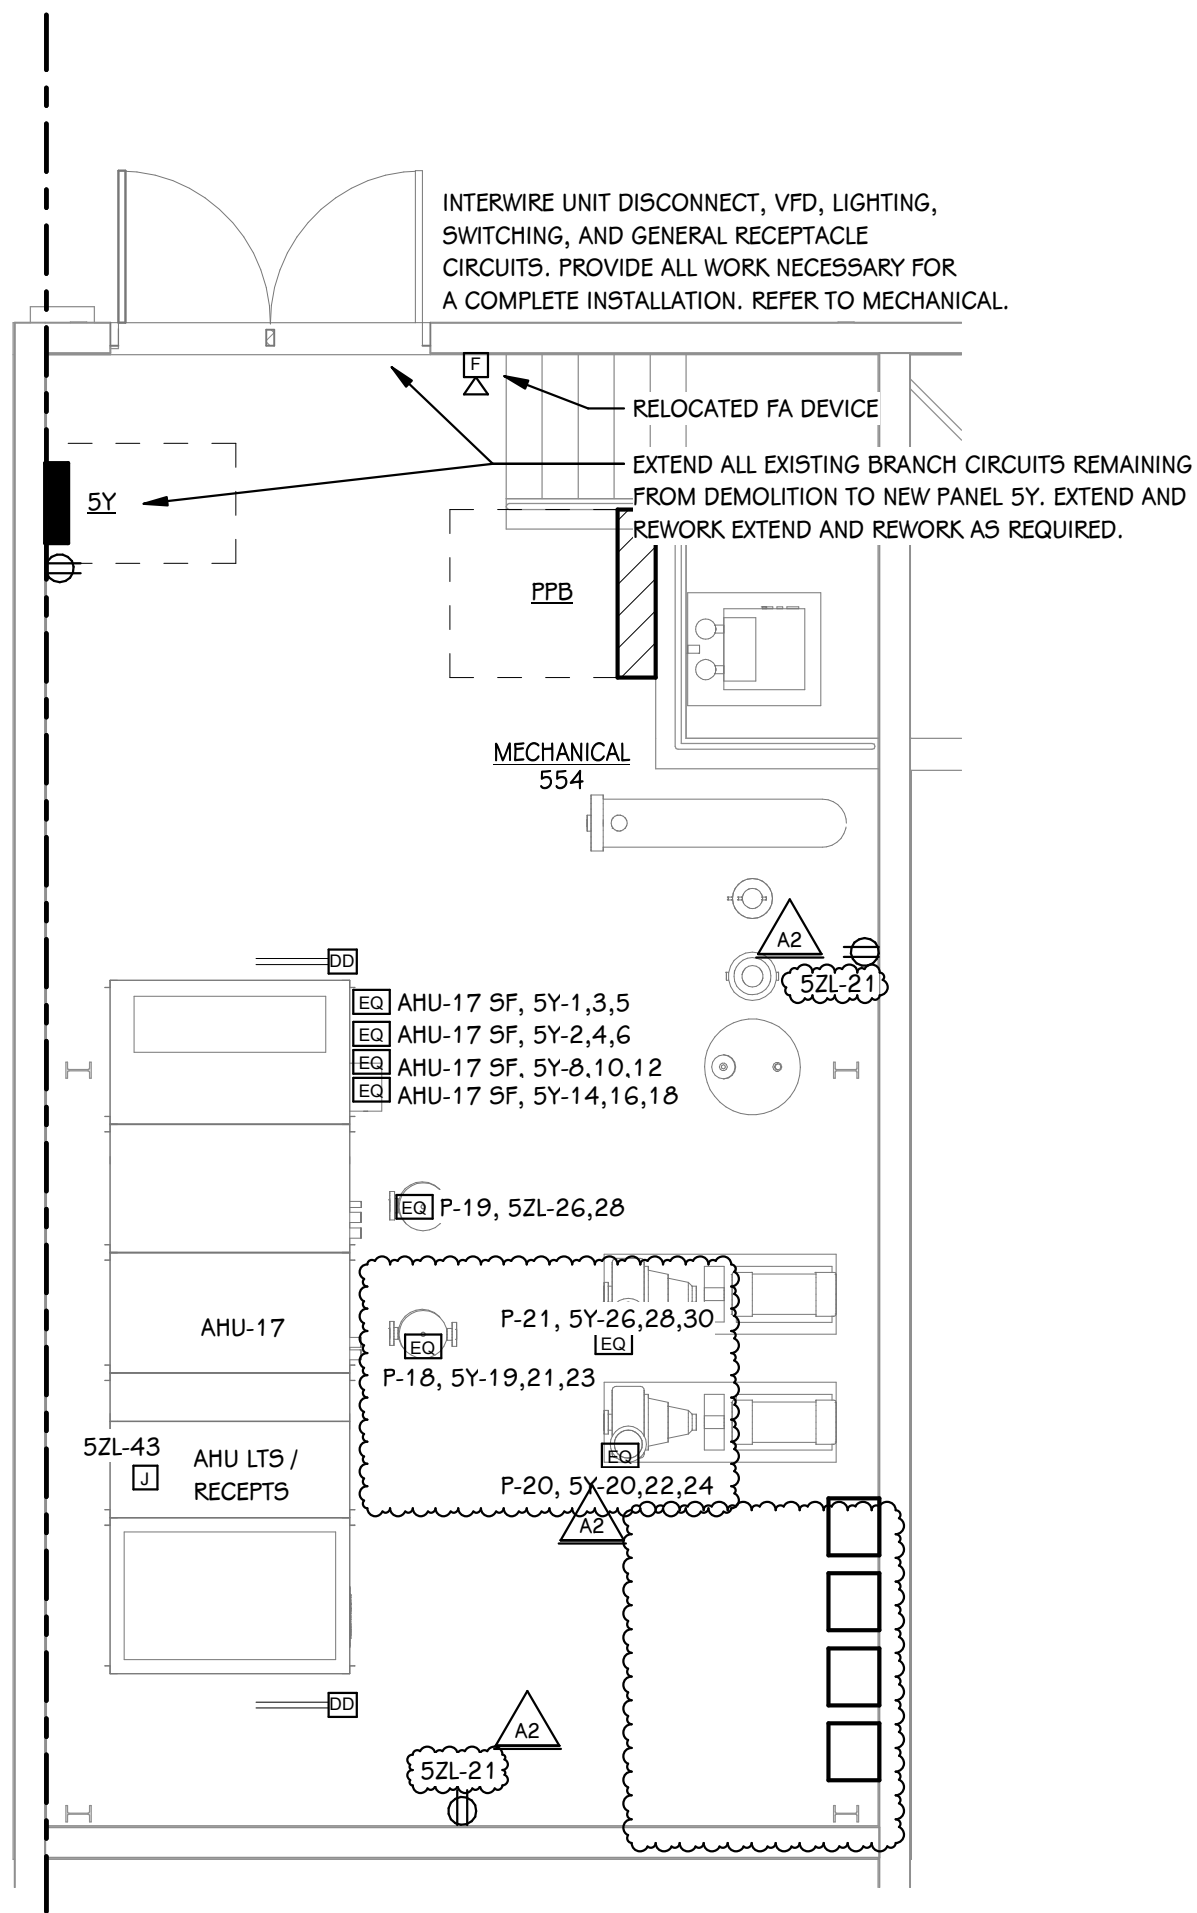 INTERWIRE UNIT DISCONNECT, VFD, LIGHTING,
SWITCHING, AND GENERAL RECEPTACLE
CIRCUITS. PROVIDE ALL WORK NECESSARY FOR
A COMPLETE INSTALLATION. REFER TO MECHANICAL.
F
RELOCATED FA DEVICE
EXTEND ALL EXISTING BRANCH CIRCUITS REMAINING
FROM DEMOLITION TO NEW PANEL 5Y. EXTEND AND
REWORK EXTEND AND REWORK AS REQUIRED.
5Y
PPB
MECHANICAL
554
A2
5ZL-21
DD
EQ AHU-17 SF, 5Y-1,3,5
EQ AHU-17 SF, 5Y-2,4,6
EQ AHU-17 SF, 5Y-8,10,12
EQ AHU-17 SF, 5Y-14,16,18
EQ P-19, 5ZL-26,28
P-21, 5Y-26,28,30
EQ
AHU-17
EQ
P-18, 5Y-19,21,23
5ZL-43
J
AHU LTS /
RECEPTS
EQ
P-20, 5Y-20,22,24
A2
DD
A2
5ZL-21